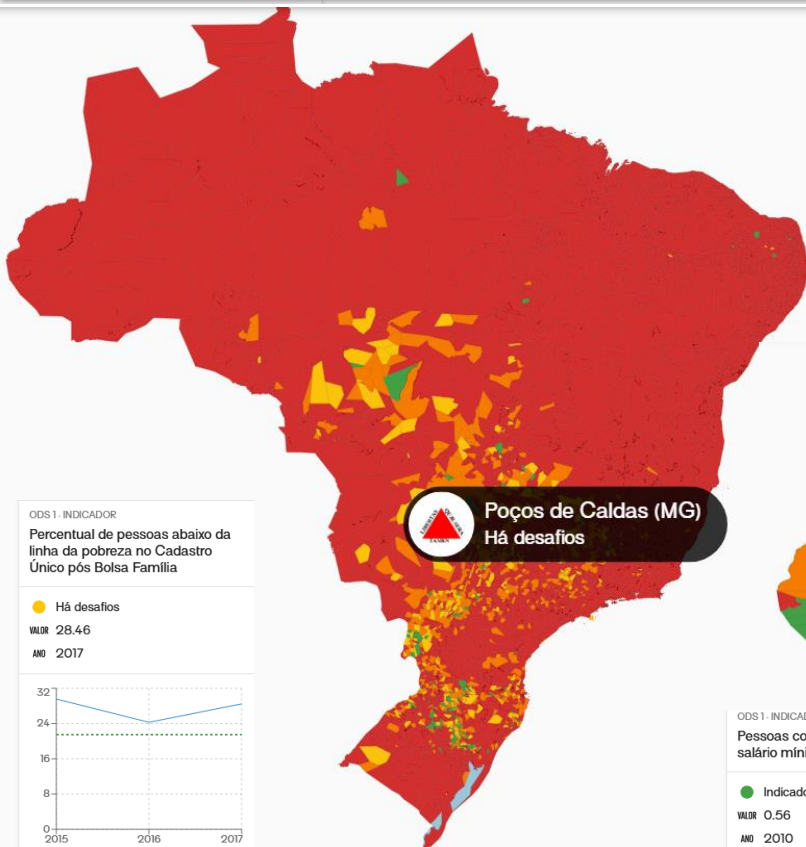 Poços de Caldas (MG)
Há desafios
ODS 1 · INDICADOR
Percentual de pessoas abaixo da
linha da pobreza no Cadastro
Único pós Bolsa Família
Há desafios
VALOR 28.46
ANO 2017
32
24
16
8
0
2015 2016 2017
ODS 1 · INDICA
Pessoas co
salário míni
Indicado
VALOR 0.56
ANO 2010